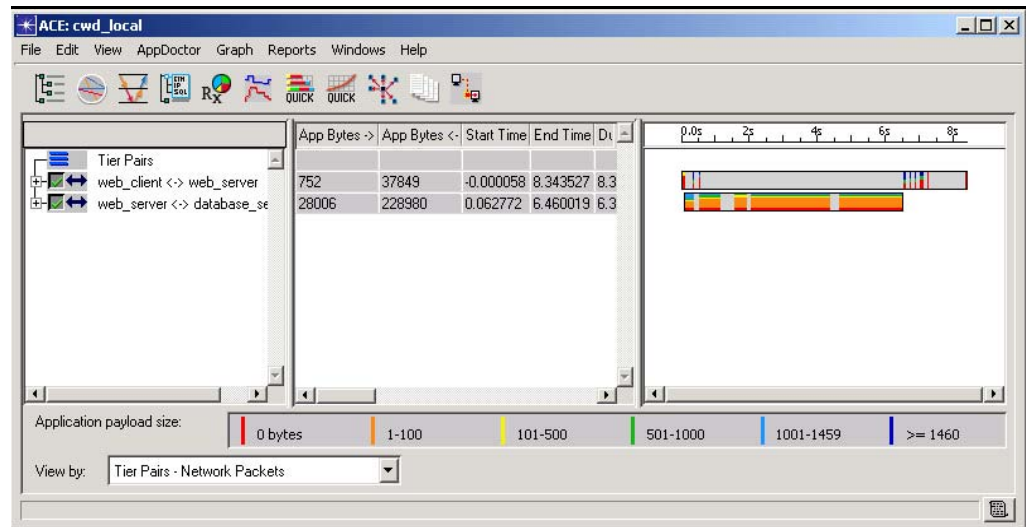 ACE: cwd_local
File Edit View AppDoctor Graph Reports Windows Help
QUICK QUICK
App Bytes -> App Bytes <- Start Time End Time Du
0.0s 2s 4s 6s 8s
Tier Pairs
web_client <-> web_server 752 37849 -0.000058 8.343527 8.3
web_server <-> database_se 28006 228980 0.062772 6.460019 6.3
Application payload size: 0 bytes 1-100 101-500 501-1000 1001-1459 >= 1460
View by: Tier Pairs - Network Packets